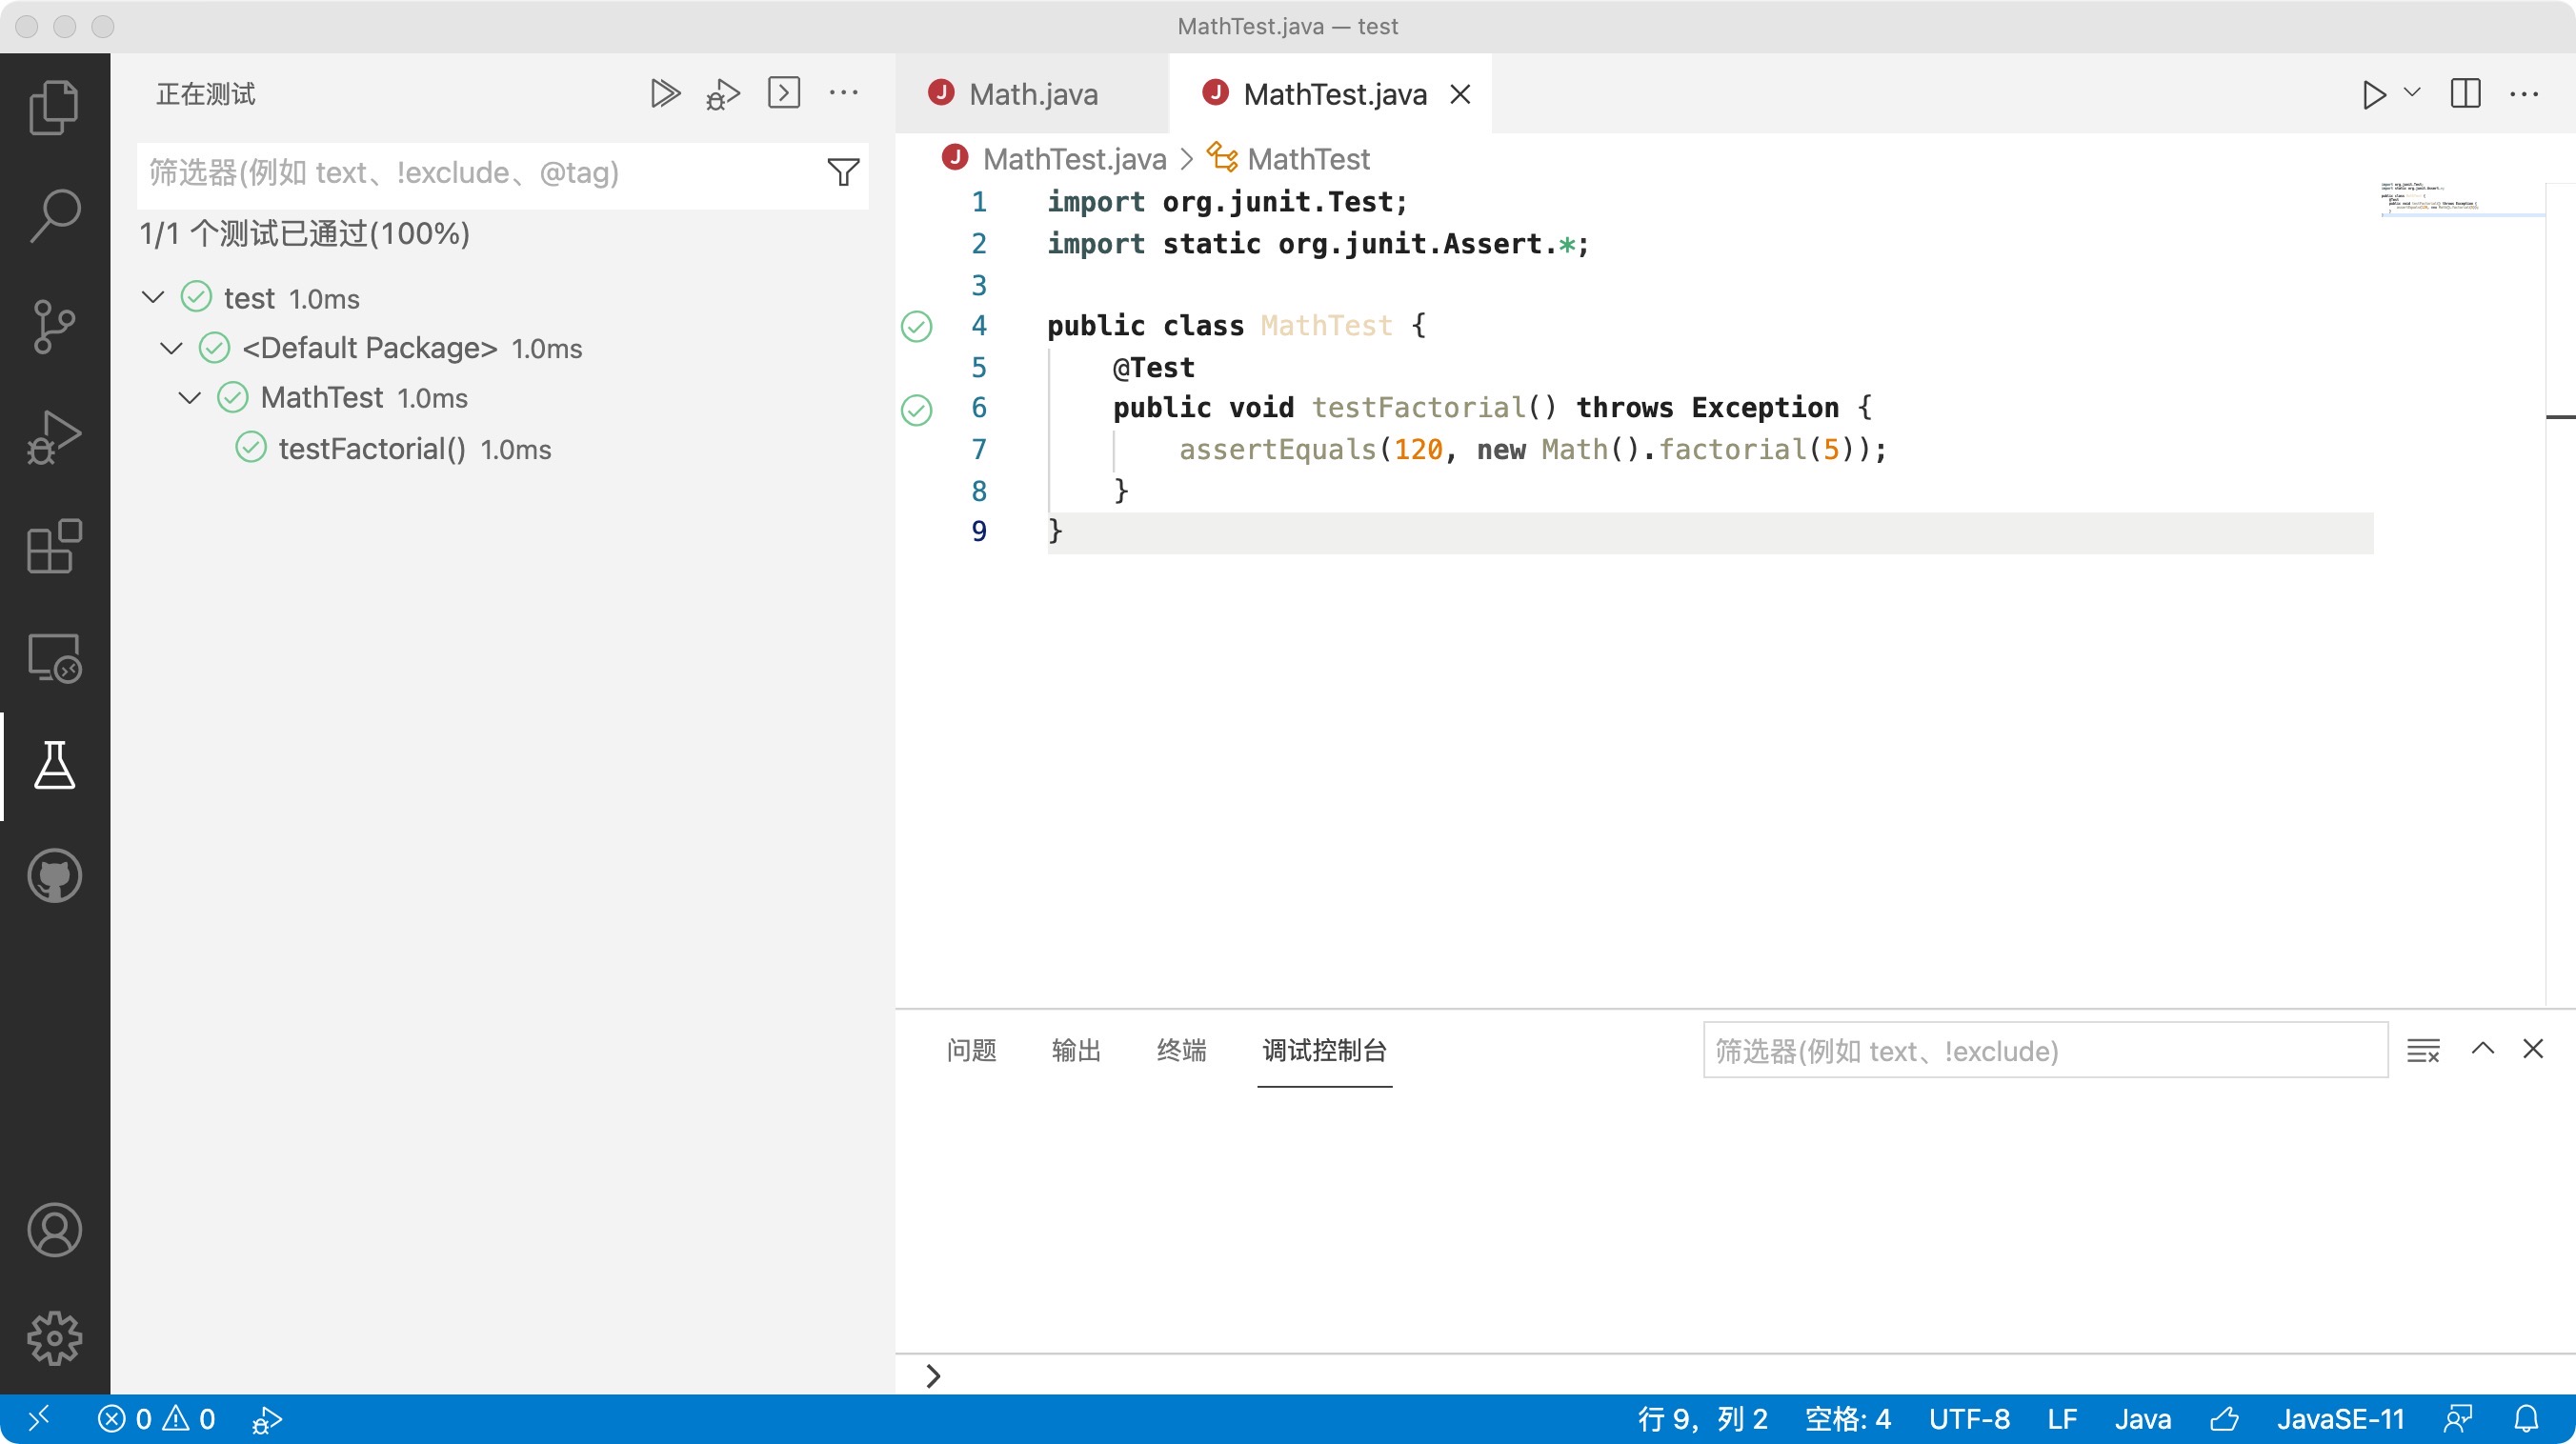 MathTest.java — test
正在测试
筛选器(例如 text、!exclude、@tag)
1/1 个测试已通过(100%)
test 1.0ms
<Default Package> 1.0ms
MathTest 1.0ms
testFactorial() 1.0ms
Math.java
MathTest.java
MathTest.java > MathTest
1 import org.junit.Test;
2 import static org.junit.Assert.*;
3
4 public class MathTest {
5 @Test
6 public void testFactorial() throws Exception {
7 assertEquals(120, new Math().factorial(5));
8 }
9 }
问题 输出 终端 调试控制台
筛选器(例如 text、!exclude)
0 0
行 9，列 2 空格: 4 UTF-8 LF Java JavaSE-11